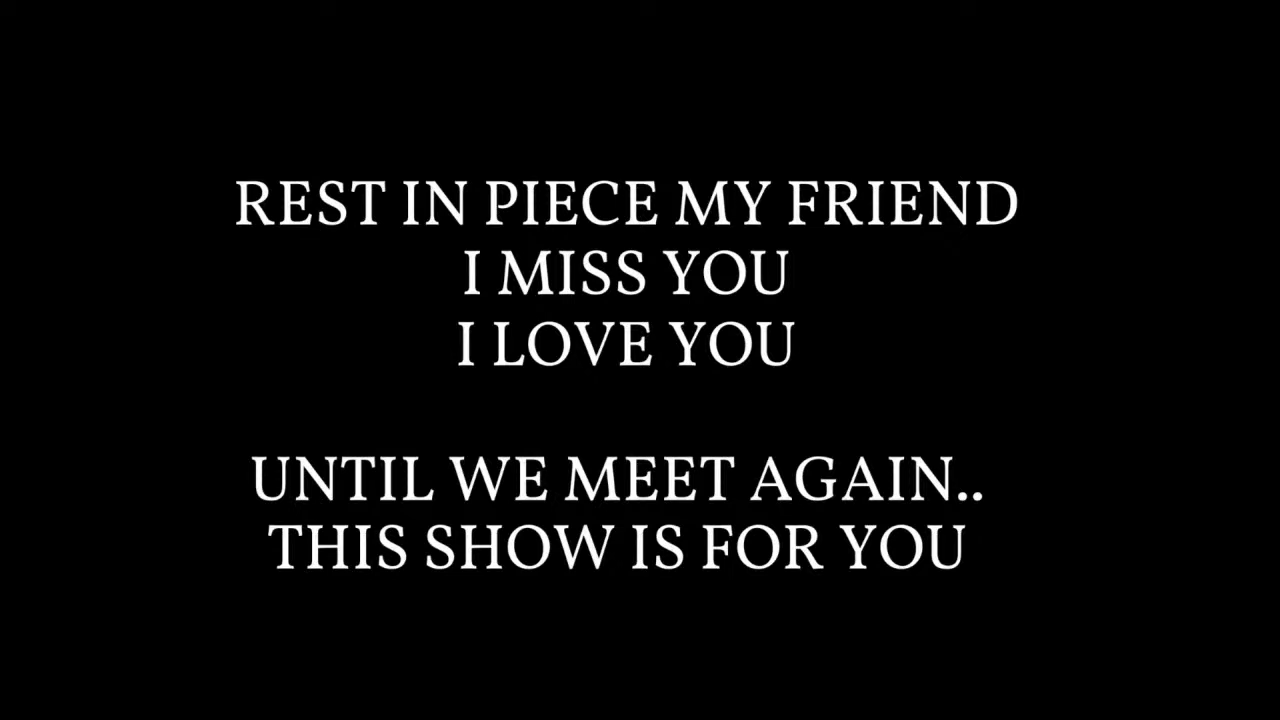 REST IN PIECE MY FRIEND
I MISS YOU
I LOVE YOU
UNTIL WE MEET AGAIN..
THIS SHOW IS FOR YOU